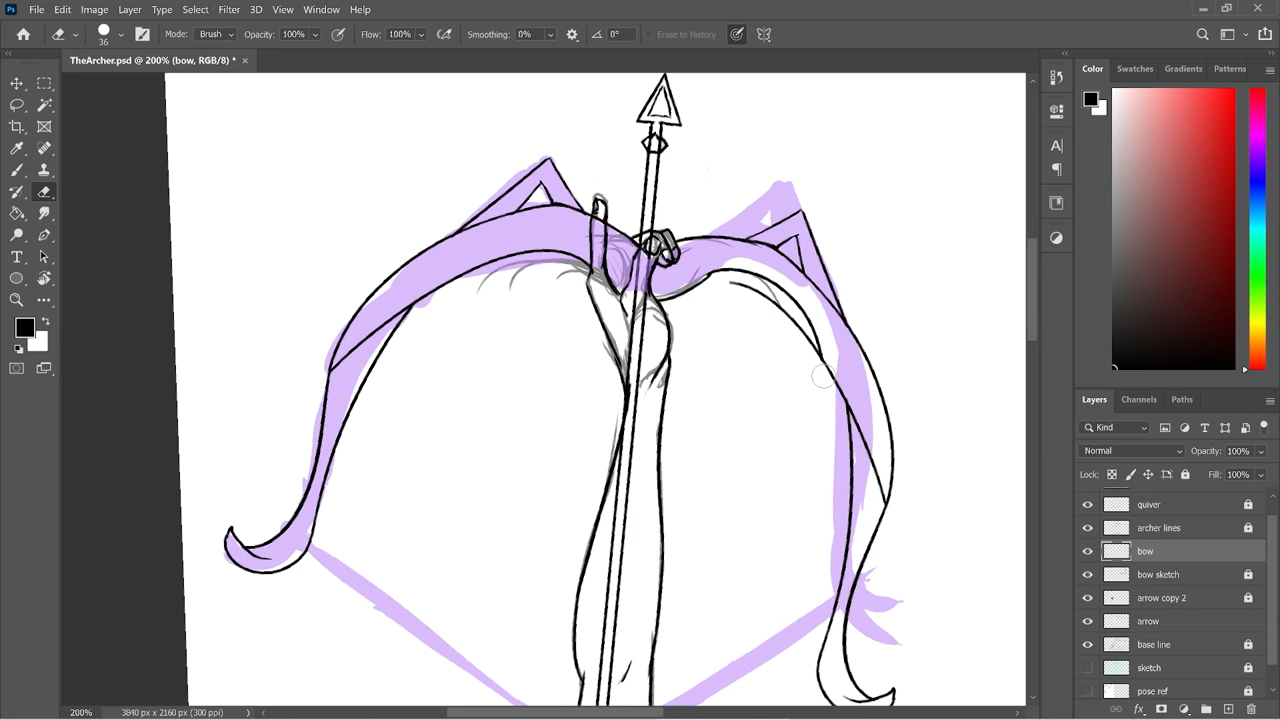 Ps File Edit Image Layer Type Select Filter 3D View Window Help
36 Mode: Brush Opacity: 100% Flow: 100% Smoothing: 0% 0° Erase to History
TheArcher.psd @ 200% (bow, RGB/8) * ×
Color Swatches Gradients Patterns
Layers Channels Paths
Kind
Normal Opacity: 100%
Lock: Fill: 100%
quiver
archer lines
bow
bow sketch
arrow copy 2
arrow
base line
sketch
pose ref
200% 3840 px x 2160 px (300 ppi)